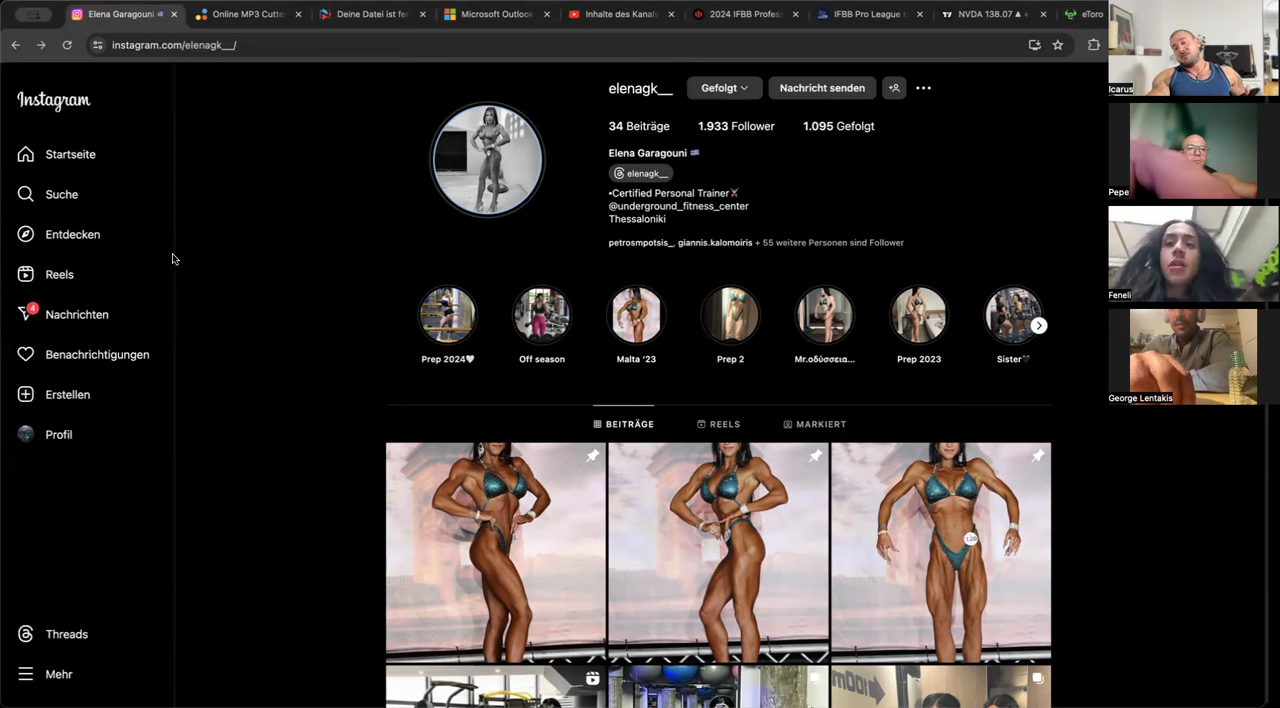 Elena Garagouni
Online MP3 Cutte
Deine Datei ist fer
Microsoft Outlook
Inhalte des Kanals
2024 IFBB Profess
IFBB Pro League H
NVDA 138.07 ▲ +
eToro
instagram.com/elenagk__/
Instagram
Startseite
Suche
Entdecken
Reels
4
Nachrichten
Benachrichtigungen
Erstellen
Profil
Threads
Mehr
elenagk__
Gefolgt
Nachricht senden
34 Beiträge 1.933 Follower 1.095 Gefolgt
Elena Garagouni
elenagk__
•Certified Personal Trainer
@underground_fitness_center
Thessaloniki
petrosmpotsis_, giannis.kalomoiris + 55 weitere Personen sind Follower
Prep 2024 Off season Malta '23 Prep 2 Mr.οδύσσεια... Prep 2023 Sister
BEITRÄGE REELS MARKIERT
Icarus
Pepe
Feneli
George Lentakis